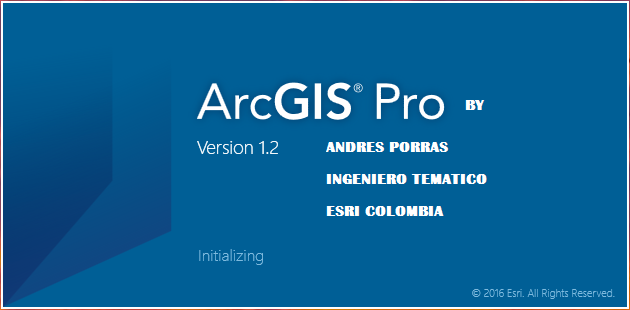 ArcGIS® Pro BY
Version 1.2 ANDRES PORRAS
INGENIERO TEMATICO
ESRI COLOMBIA
Initializing
© 2016 Esri. All Rights Reserved.